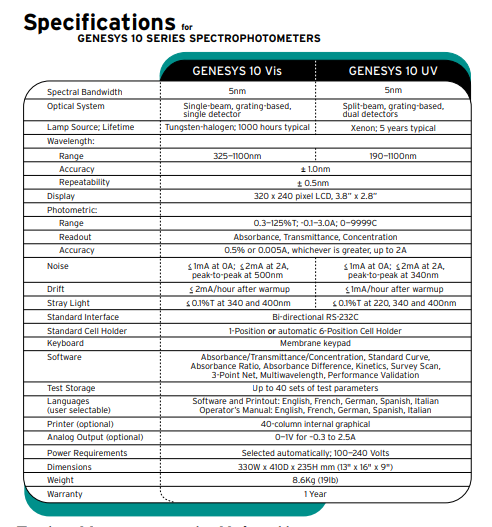 Specifications for
GENESYS 10 SERIES SPECTROPHOTOMETERS
GENESYS 10 Vis GENESYS 10 UV
Spectral Bandwidth 5nm 5nm
Optical System Single-beam, grating-based, Split-beam, grating-based,
single detector dual detectors
Lamp Source; Lifetime Tungsten-halogen; 1000 hours typical Xenon; 5 years typical
Wavelength:
Range 325–1100nm 190–1100nm
Accuracy ± 1.0nm
Repeatability ± 0.5nm
Display 320 x 240 pixel LCD, 3.8" x 2.8"
Photometric:
Range 0.3–125%T; -0.1–3.0A; 0–9999C
Readout Absorbance, Transmittance, Concentration
Accuracy 0.5% or 0.005A, whichever is greater, up to 2A
Noise ≤1mA at 0A; ≤2mA at 2A, ≤1mA at 0A; ≤2mA at 2A,
peak-to-peak at 500nm peak-to-peak at 340nm
Drift ≤2mA/hour after warmup ≤1mA/hour after warmup
Stray Light ≤0.1%T at 340 and 400nm ≤0.1%T at 220, 340 and 400nm
Standard Interface Bi-directional RS-232C
Standard Cell Holder 1-Position or automatic 6-Position Cell Holder
Keyboard Membrane keypad
Software Absorbance/Transmittance/Concentration, Standard Curve,
Absorbance Ratio, Absorbance Difference, Kinetics, Survey Scan,
3-Point Net, Multiwavelength, Performance Validation
Test Storage Up to 40 sets of test parameters
Languages Software and Printout: English, French, German, Spanish, Italian
(user selectable) Operator's Manual: English, French, German, Spanish, Italian
Printer (optional) 40-column internal graphical
Analog Output (optional) 0–1V for -0.3 to 2.5A
Power Requirements Selected automatically; 100–240 Volts
Dimensions 330W x 410D x 235H mm (13" x 16" x 9")
Weight 8.6Kg (19lb)
Warranty 1 Year